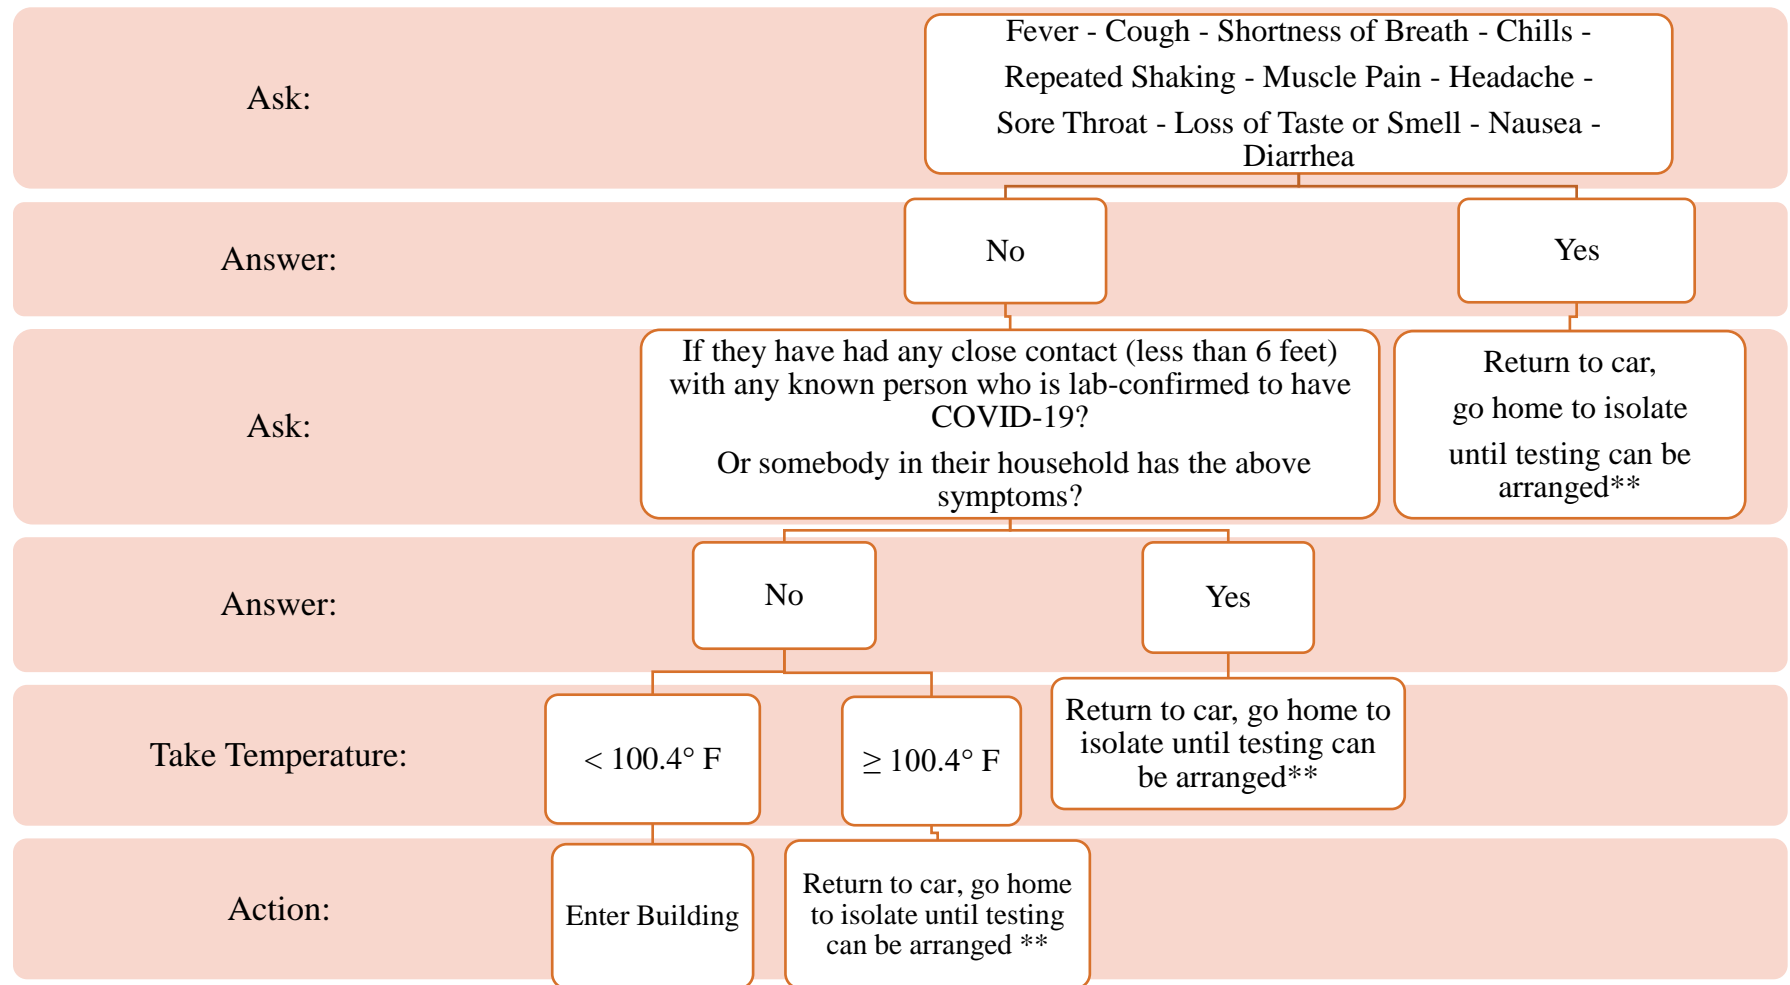 Ask:
Fever - Cough - Shortness of Breath - Chills -
Repeated Shaking - Muscle Pain - Headache -
Sore Throat - Loss of Taste or Smell - Nausea -
Diarrhea
Answer:
No
Yes
Ask:
If they have had any close contact (less than 6 feet)
with any known person who is lab-confirmed to have
COVID-19?
Or somebody in their household has the above
symptoms?
Return to car,
go home to isolate
until testing can be
arranged**
Answer:
No
Yes
Take Temperature:
< 100.4° F
≥ 100.4° F
Return to car, go home to
isolate until testing can
be arranged**
Action:
Enter Building
Return to car, go home
to isolate until testing
can be arranged **